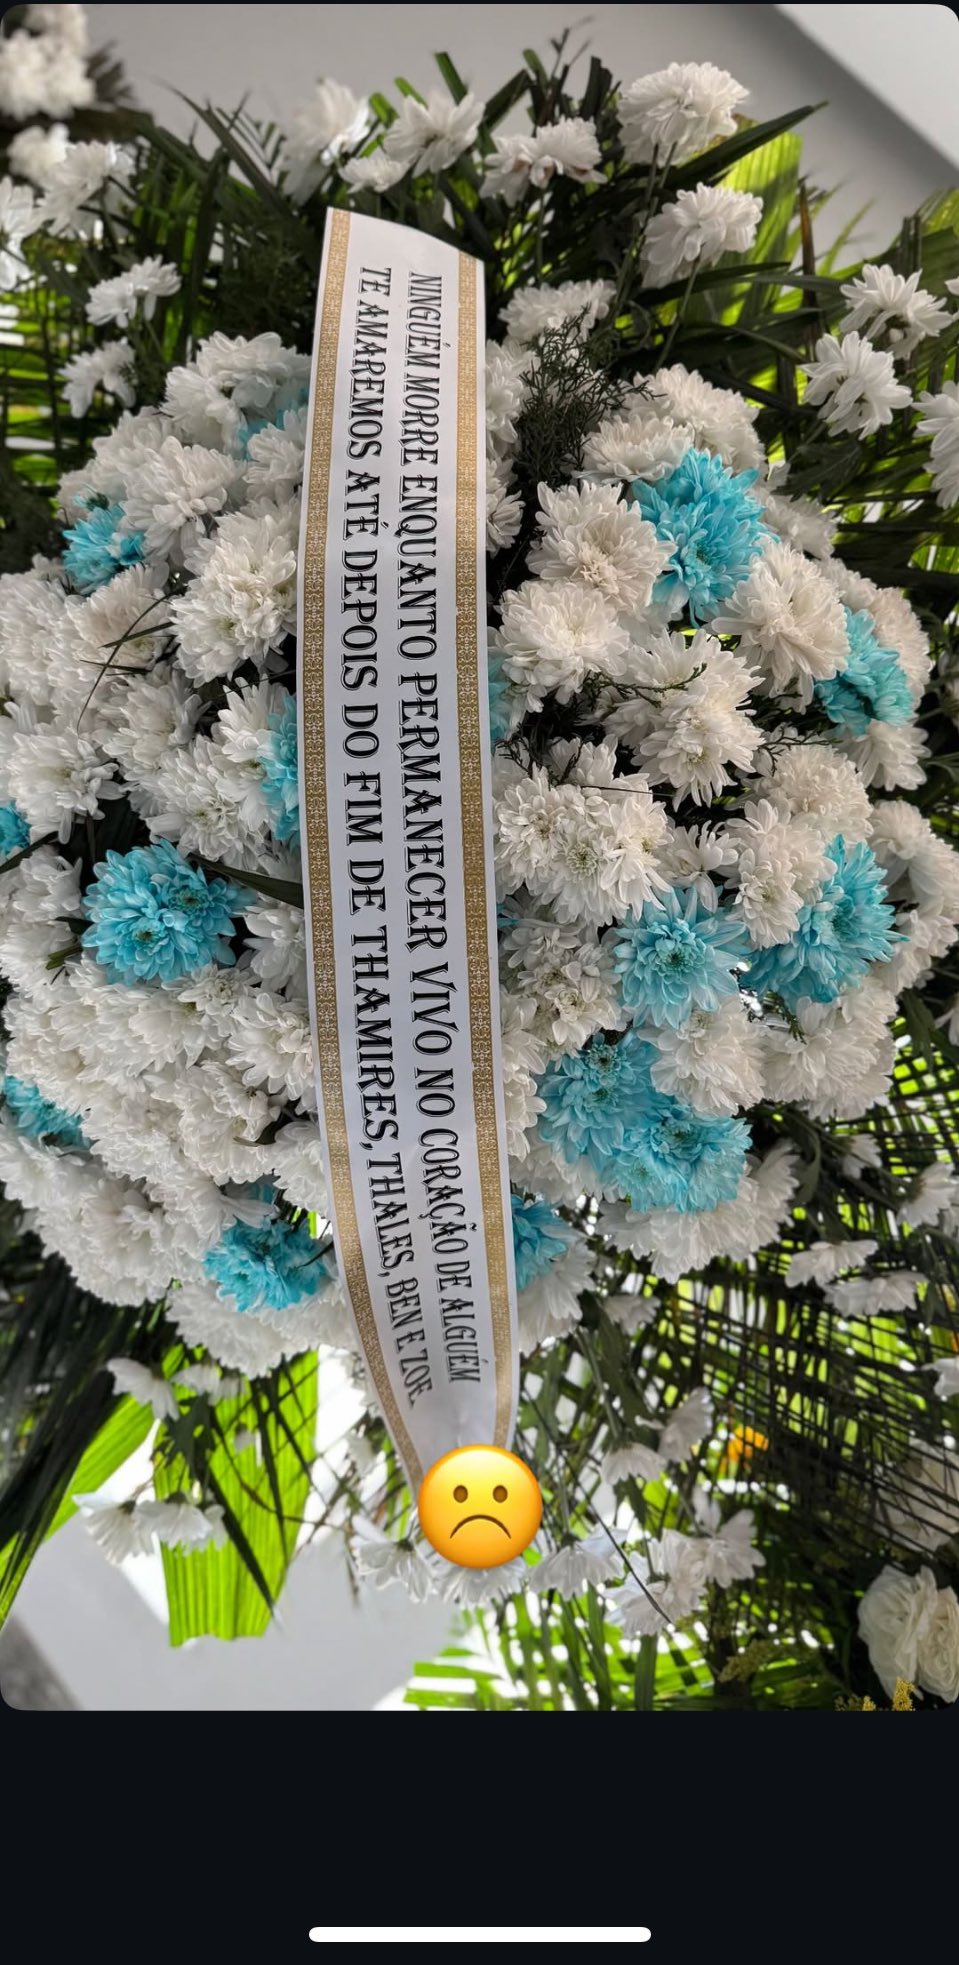 NINGUÉM MORRE ENQUANTO PERMANECER VIVO NO CORAÇÃO DE ALGUÉM
TE AMAREMOS ATÉ DEPOIS DO FIM DE THAMIRES, THALES, BEN E ZOE